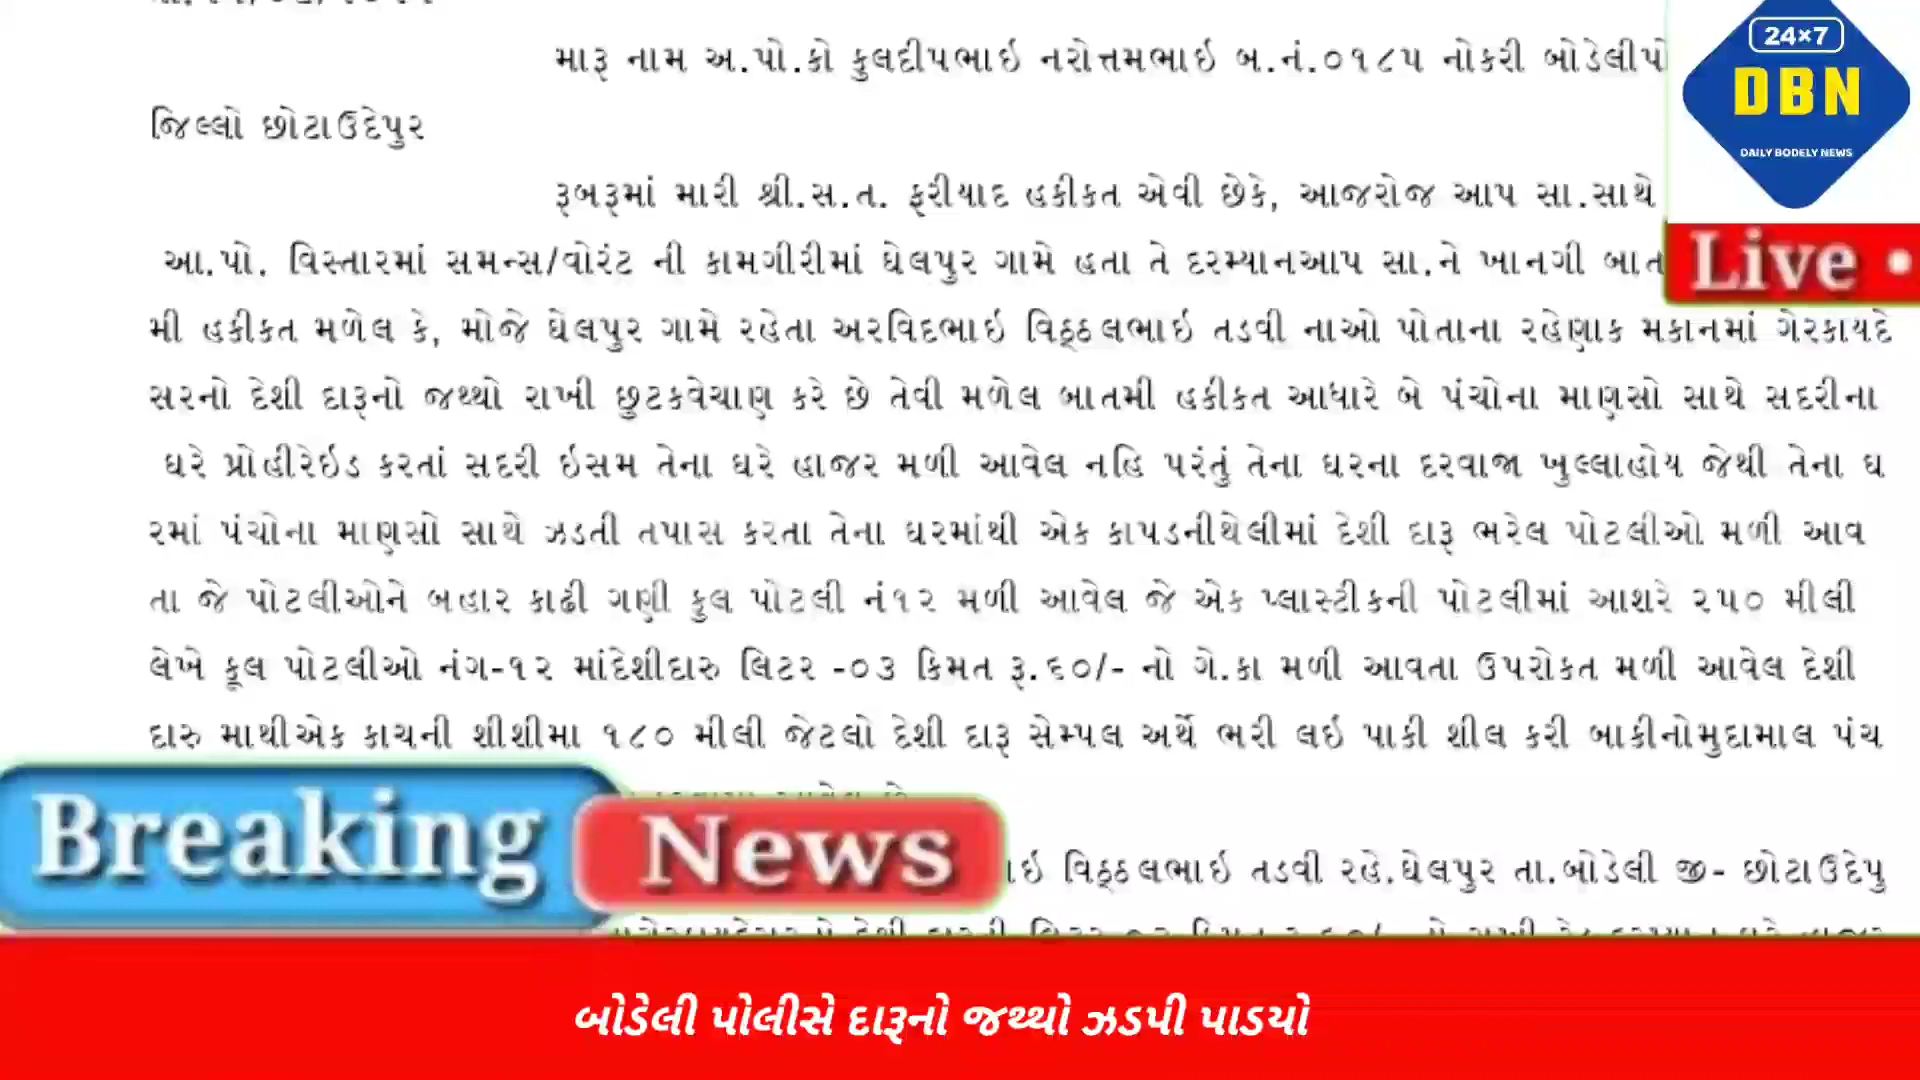 મારૂ નામ અ.પો.કો કુલદીપભાઇ નરોત્તમભાઇ બ.નં.૦૧૮૫ નોકરી બોડેલીપો
જિલ્લો છોટાઉદેપુર
રૂબરૂમાં મારી શ્રી.સ.ત. ફરીયાદ હકીકત એવી છેકે, આજરોજ આપ સા.સાથે
આ.પો. વિસ્તારમાં સમન્સ/વોરંટ ની કામગીરીમાં ઘેલપુર ગામે હતા તે દરમ્યાનઆપ સા.ને ખાનગી બાત
મી હકીકત મળેલ કે, મોજે ઘેલપુર ગામે રહેતા અરવિદભાઇ વિઠ્ઠલભાઇ તડવી નાઓ પોતાના રહેણાક મકાનમાં ગેરકાયદે
સરનો દેશી દારૂનો જથ્થો રાખી છુટકવેચાણ કરે છે તેવી મળેલ બાતમી હકીકત આધારે બે પંચોના માણસો સાથે સદરીના
ઘરે પ્રોહીરેઇડ કરતાં સદરી ઇસમ તેના ઘરે હાજર મળી આવેલ નહિ પરંતું તેના ઘરના દરવાજા ખુલ્લાહોય જેથી તેના ઘ
રમાં પંચોના માણસો સાથે ઝડતી તપાસ કરતા તેના ઘરમાંથી એક કાપડનીથેલીમાં દેશી દારૂ ભરેલ પોટલીઓ મળી આવ
તા જે પોટલીઓને બહાર કાઢી ગણી કુલ પોટલી નં૧૨ મળી આવેલ જે એક પ્લાસ્ટીકની પોટલીમાં આશરે ૨૫૦ મીલી
લેખે કૂલ પોટલીઓ નંગ-૧૨ માંદેશીદારુ લિટર -૦૩ કિમત રૂ.૬૦/- નો ગે.કા મળી આવતા ઉપરોકત મળી આવેલ દેશી
દારુ માથીએક કાચની શીશીમા ૧૮૦ મીલી જેટલો દેશી દારૂ સેમ્પલ અર્થે ભરી લઇ પાકી શીલ કરી બાકીનોમુદામાલ પંચ
ાઇ વિઠ્ઠલભાઇ તડવી રહે.ઘેલપુર તા.બોડેલી જી- છોટાઉદેપુ
24×7
DBN
DAILY BODELY NEWS
Live
Breaking News
બોડેલી પોલીસે દારૂનો જથ્થો ઝડપી પાડયો